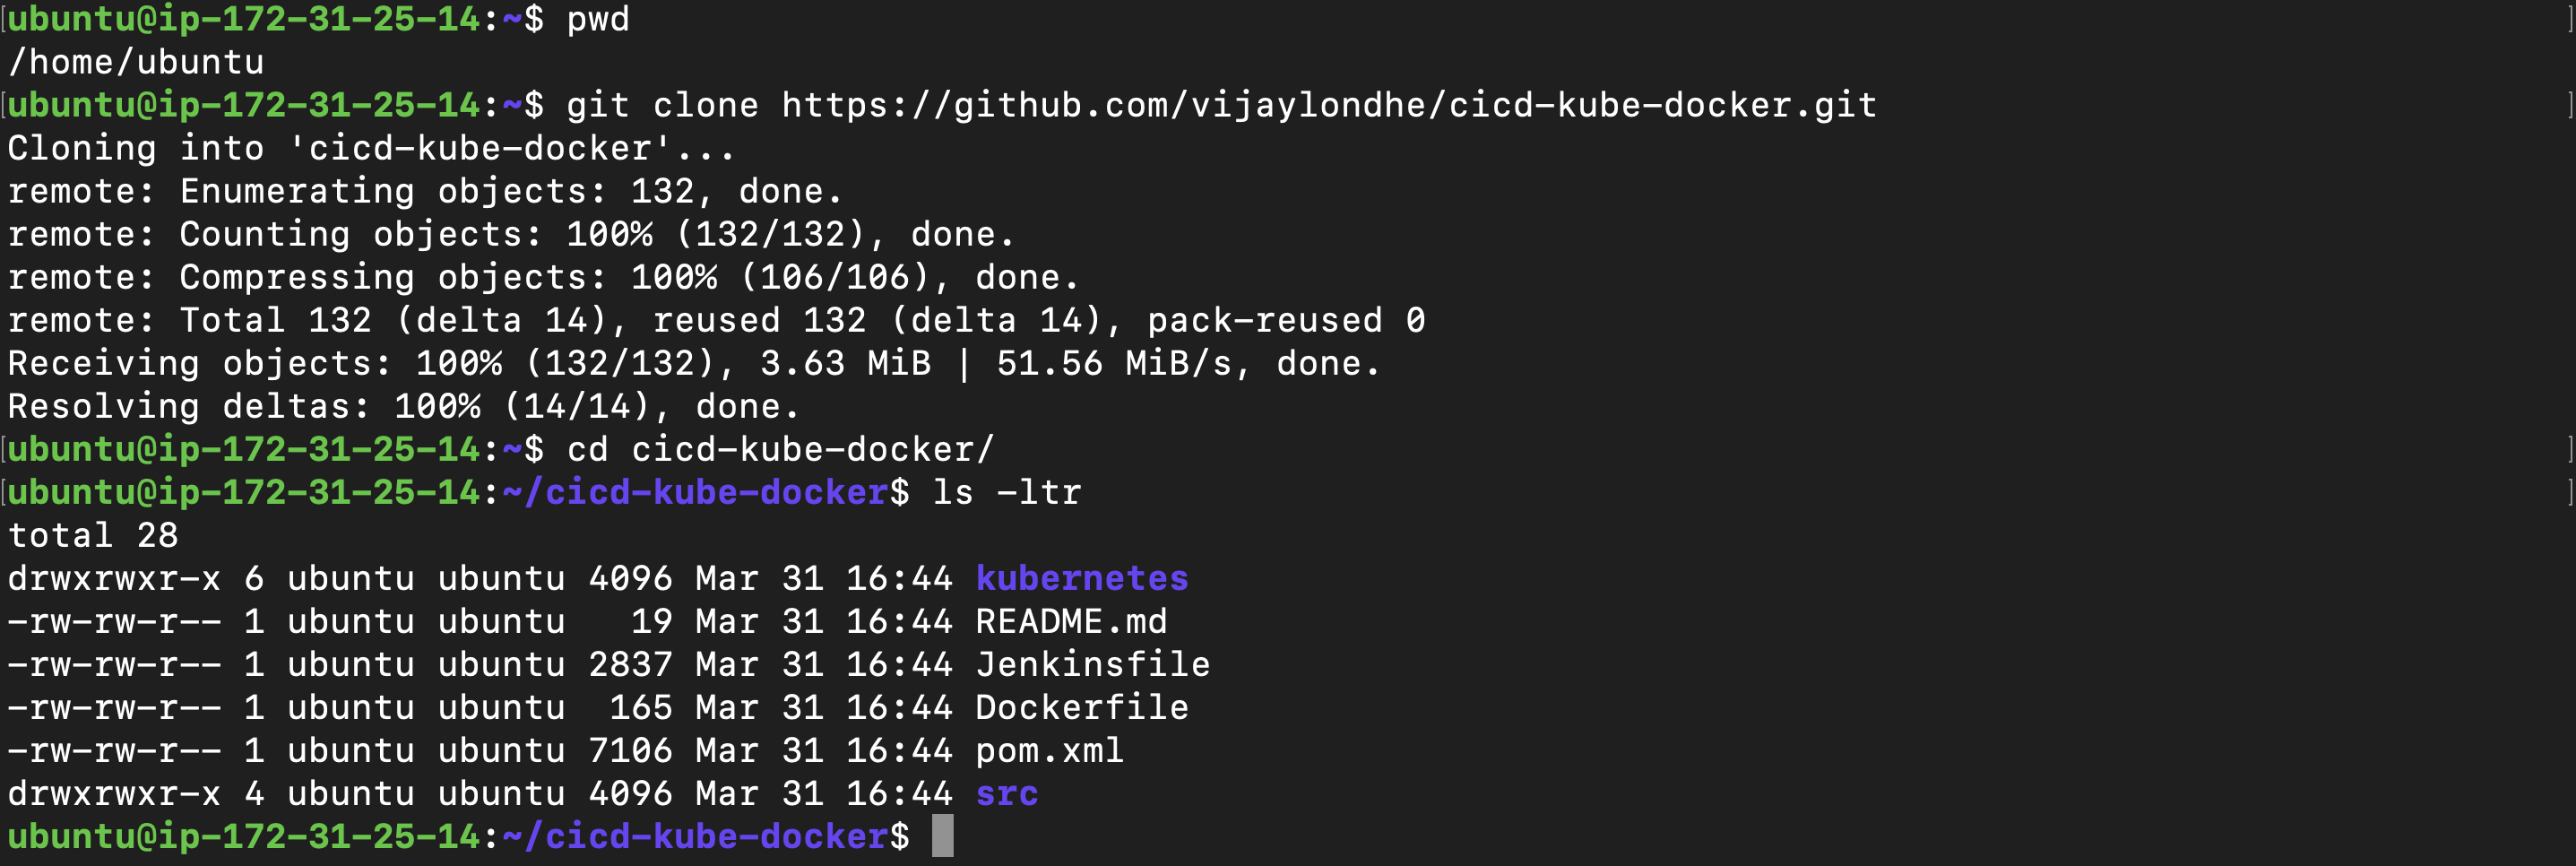 [ubuntu@ip-172-31-25-14:~$ pwd ]
/home/ubuntu
[ubuntu@ip-172-31-25-14:~$ git clone https://github.com/vijaylondhe/cicd-kube-docker.git ]
Cloning into 'cicd-kube-docker'...
remote: Enumerating objects: 132, done.
remote: Counting objects: 100% (132/132), done.
remote: Compressing objects: 100% (106/106), done.
remote: Total 132 (delta 14), reused 132 (delta 14), pack-reused 0
Receiving objects: 100% (132/132), 3.63 MiB | 51.56 MiB/s, done.
Resolving deltas: 100% (14/14), done.
[ubuntu@ip-172-31-25-14:~$ cd cicd-kube-docker/ ]
[ubuntu@ip-172-31-25-14:~/cicd-kube-docker$ ls -ltr ]
total 28
drwxrwxr-x 6 ubuntu ubuntu 4096 Mar 31 16:44 kubernetes
-rw-rw-r-- 1 ubuntu ubuntu   19 Mar 31 16:44 README.md
-rw-rw-r-- 1 ubuntu ubuntu 2837 Mar 31 16:44 Jenkinsfile
-rw-rw-r-- 1 ubuntu ubuntu  165 Mar 31 16:44 Dockerfile
-rw-rw-r-- 1 ubuntu ubuntu 7106 Mar 31 16:44 pom.xml
drwxrwxr-x 4 ubuntu ubuntu 4096 Mar 31 16:44 src
ubuntu@ip-172-31-25-14:~/cicd-kube-docker$